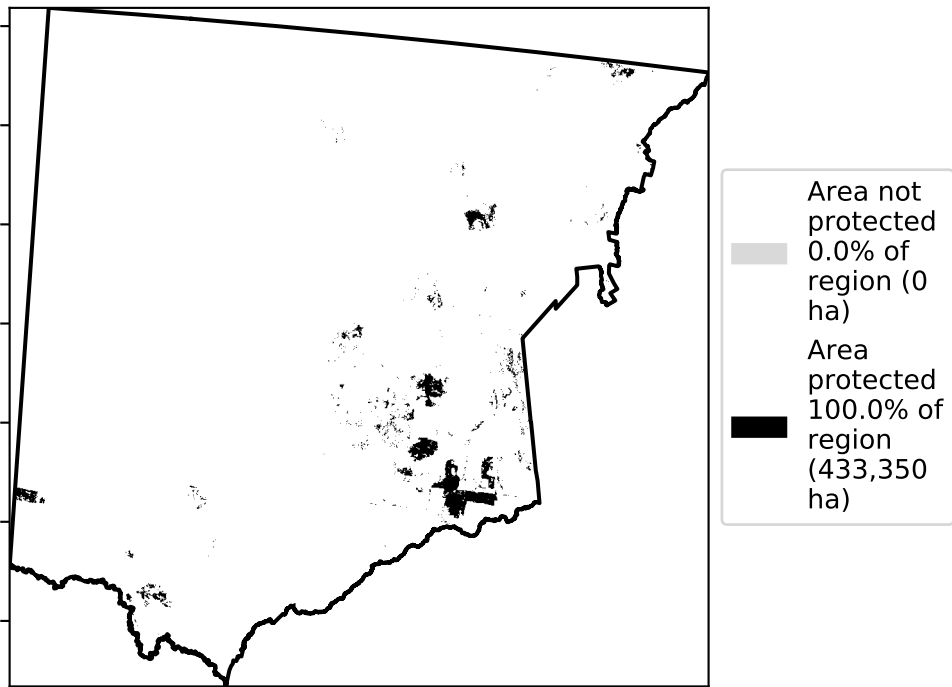 Area not
protected
0.0% of
region (0
ha)
Area
protected
100.0% of
region
(433,350
ha)